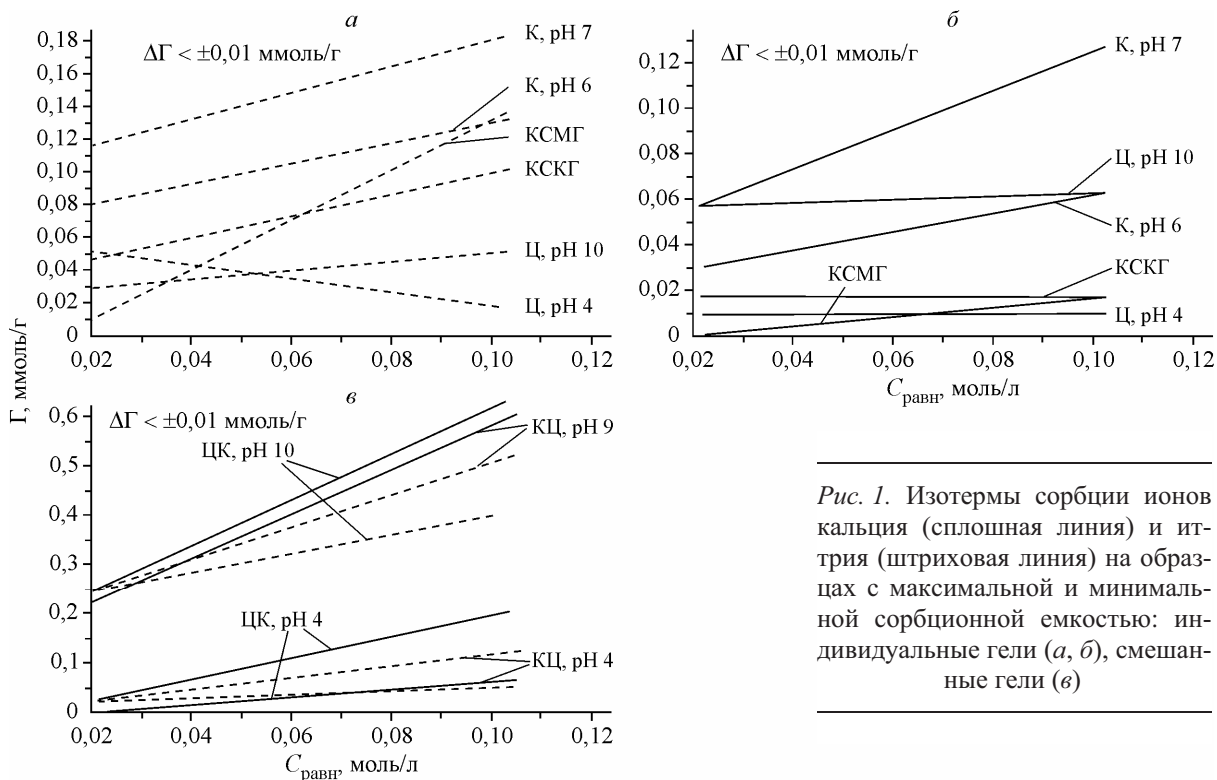 а
0,18
0,16
0,14
0,12
0,10
0,08
0,06
0,04
0,02
0
ΔГ < ±0,01 ммоль/г
К, pH 7
К, pH 6
КСМГ
КСКГ
Ц, pH 10
Ц, pH 4
0,02 0,04 0,06 0,08 0,10 0,12
б
0,12
0,10
0,08
0,06
0,04
0,02
0
ΔГ < ±0,01 ммоль/г
К, pH 7
Ц, pH 10
К, pH 6
КСКГ
КСМГ
Ц, pH 4
0,02 0,04 0,06 0,08 0,10 0,12
Cравн, моль/л
Г, ммоль/г
в
0,6
0,5
0,4
0,3
0,2
0,1
0
ΔГ < ±0,01 ммоль/г
ЦК, pH 10
КЦ, pH 9
ЦК, pH 4
КЦ, pH 4
0,02 0,04 0,06 0,08 0,10 0,12
Cравн, моль/л
Рис. 1. Изотермы сорбции ионов
кальция (сплошная линия) и ит-
трия (штриховая линия) на образ-
цах с максимальной и минималь-
ной сорбционной емкостью: ин-
дивидуальные гели (а, б), смешан-
ные гели (в)